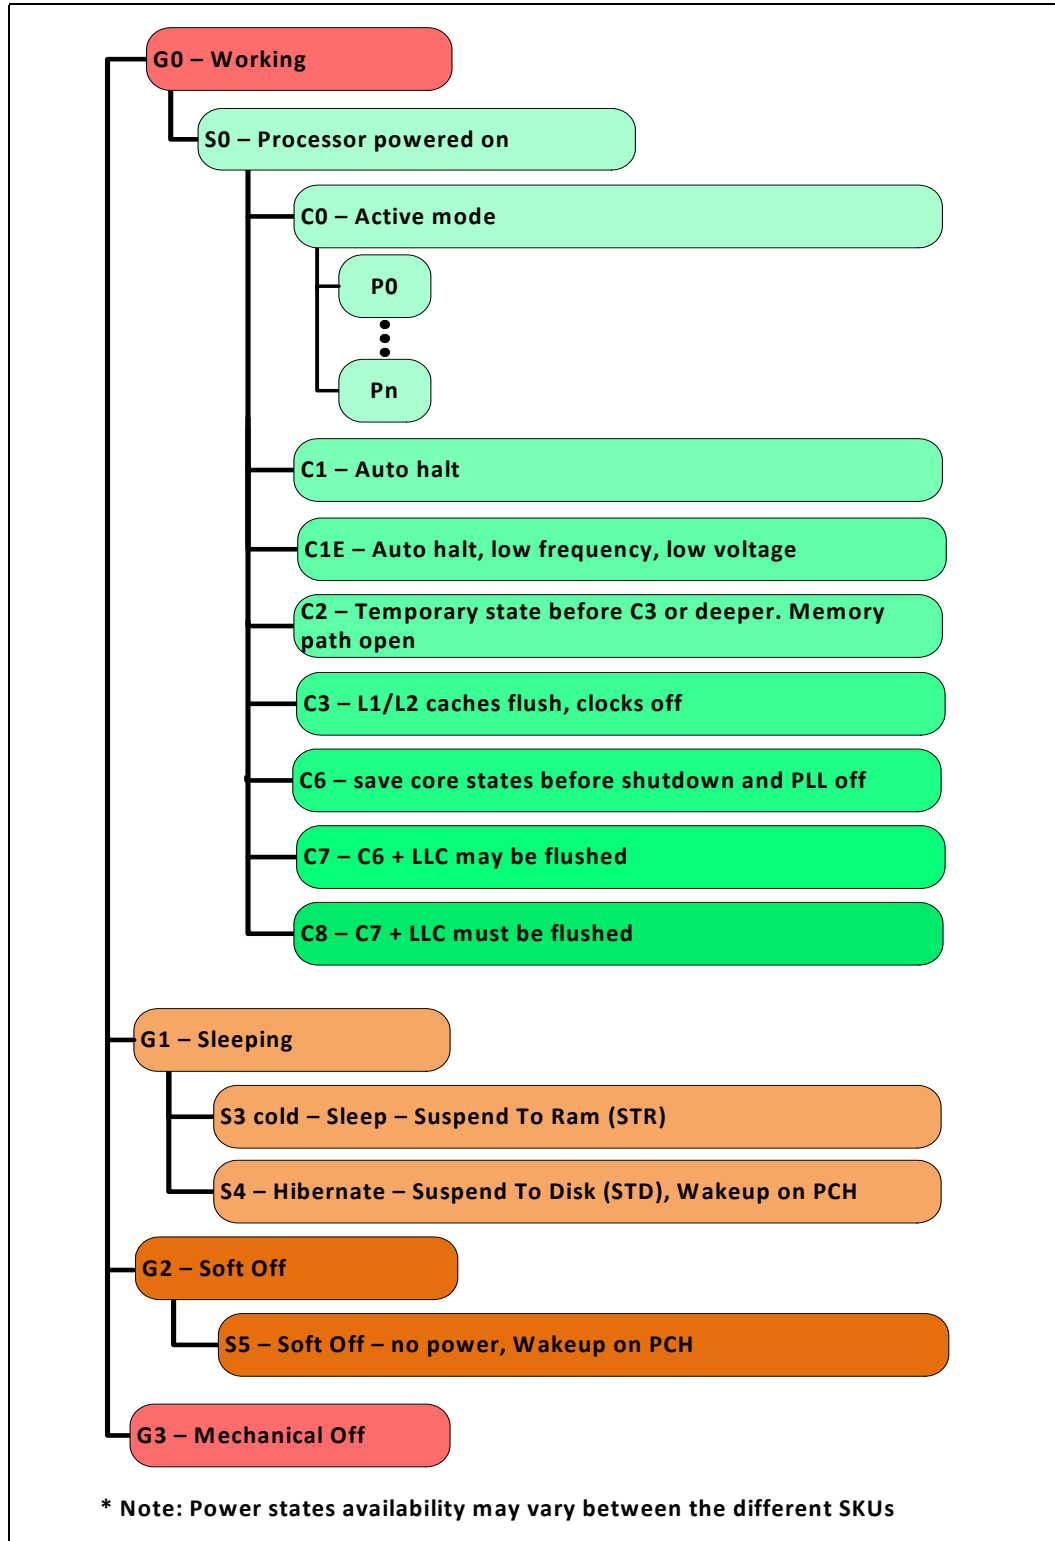 G0 – Working
S0 – Processor powered on
C0 – Active mode
P0
Pn
C1 – Auto halt
C1E – Auto halt, low frequency, low voltage
C2 – Temporary state before C3 or deeper. Memory
path open
C3 – L1/L2 caches flush, clocks off
C6 – save core states before shutdown and PLL off
C7 – C6 + LLC may be flushed
C8 – C7 + LLC must be flushed
G1 – Sleeping
S3 cold – Sleep – Suspend To Ram (STR)
S4 – Hibernate – Suspend To Disk (STD), Wakeup on PCH
G2 – Soft Off
S5 – Soft Off – no power, Wakeup on PCH
G3 – Mechanical Off
* Note: Power states availability may vary between the different SKUs